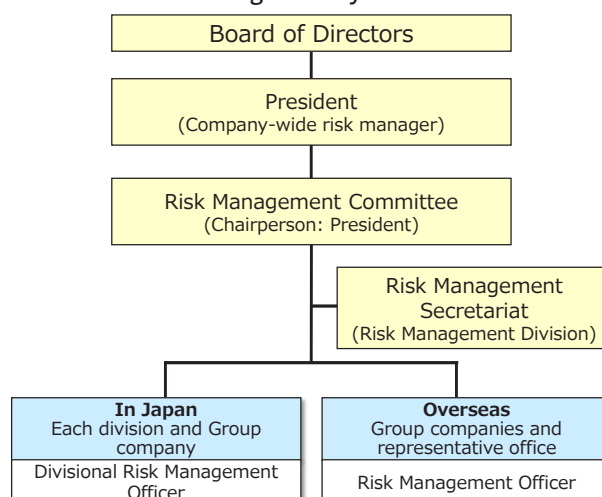 Board of Directors
President
(Company-wide risk manager)
Risk Management Committee
(Chairperson: President)
Risk Management
Secretariat
(Risk Management Division)
In Japan
Each division and Group
company
Divisional Risk Management
Officer
Overseas
Group companies and
representative office
Risk Management Officer